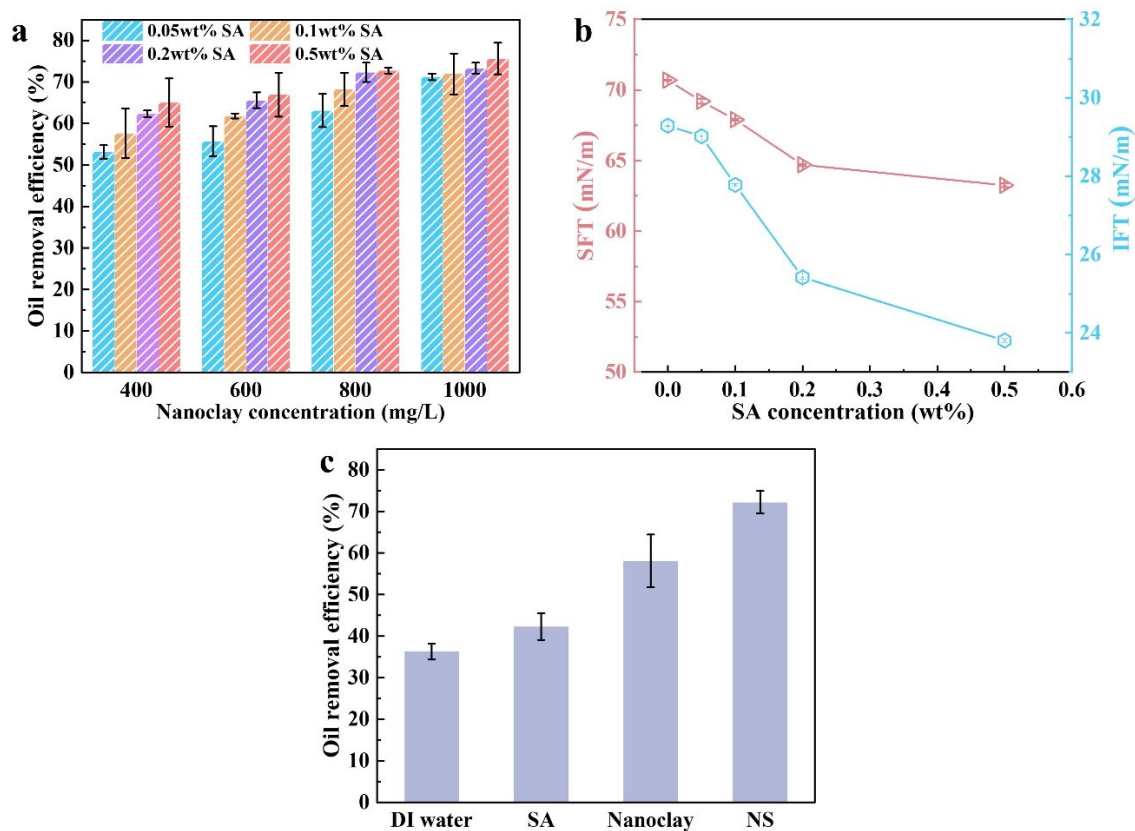 a
0.05wt% SA 0.1wt% SA
0.2wt% SA 0.5wt% SA
Oil removal efficiency (%)
80
70
60
50
40
30
20
10
0
400 600 800 1000
Nanoclay concentration (mg/L)
b
SFT (mN/m)
70
65
60
55
50
32
30
28
26
24
IFT (mN/m)
0.0 0.1 0.2 0.3 0.4 0.5 0.6
SA concentration (wt%)
c
Oil removal efficiency (%)
80
70
60
50
40
30
20
10
0
DI water SA Nanoclay NS